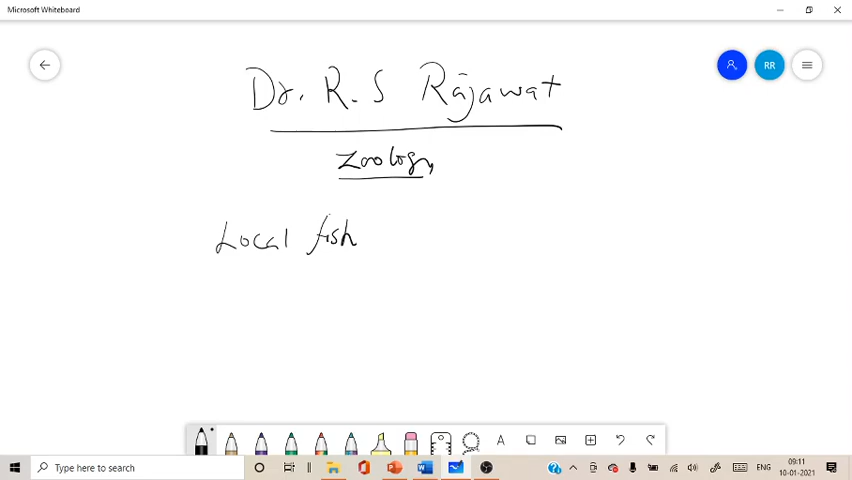 Microsoft Whiteboard
RR
Dr. R. S Rajawat
Zoology
Local fish
A
Type here to search
ENG
09:11
10-01-2021